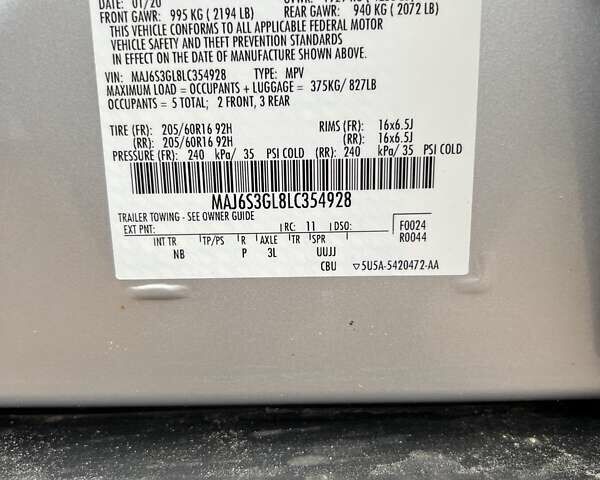 DATE: 01/20
FRONT GAWR: 995 KG ( 2194 LB) REAR GAWR: 940 KG ( 2072 LB)
THIS VEHICLE CONFORMS TO ALL APPLICABLE FEDERAL MOTOR
VEHICLE SAFETY AND THEFT PREVENTION STANDARDS
IN EFFECT ON THE DATE OF MANUFACTURE SHOWN ABOVE.
VIN: MAJ6S3GL8LC354928 TYPE: MPV
MAXIMUM LOAD = OCCUPANTS + LUGGAGE = 375KG/ 827LB
OCCUPANTS = 5 TOTAL; 2 FRONT, 3 REAR
TIRE (FR): 205/60R16 92H RIMS (FR): 16x6.5J
(RR): 205/60R16 92H (RR): 16x6.5J
PRESSURE (FR): 240 kPa/ 35 PSI COLD (RR): 240 kPa/ 35 PSI COLD
MAJ6S3GL8LC354928
TRAILER TOWING - SEE OWNER GUIDE
EXT PNT: RC: 11 DSO: F0024
R0044
INT TR TP/PS R AXLE TR SPR
NB P 3L UUJJ
CBU ▽5U5A-5420472-AA